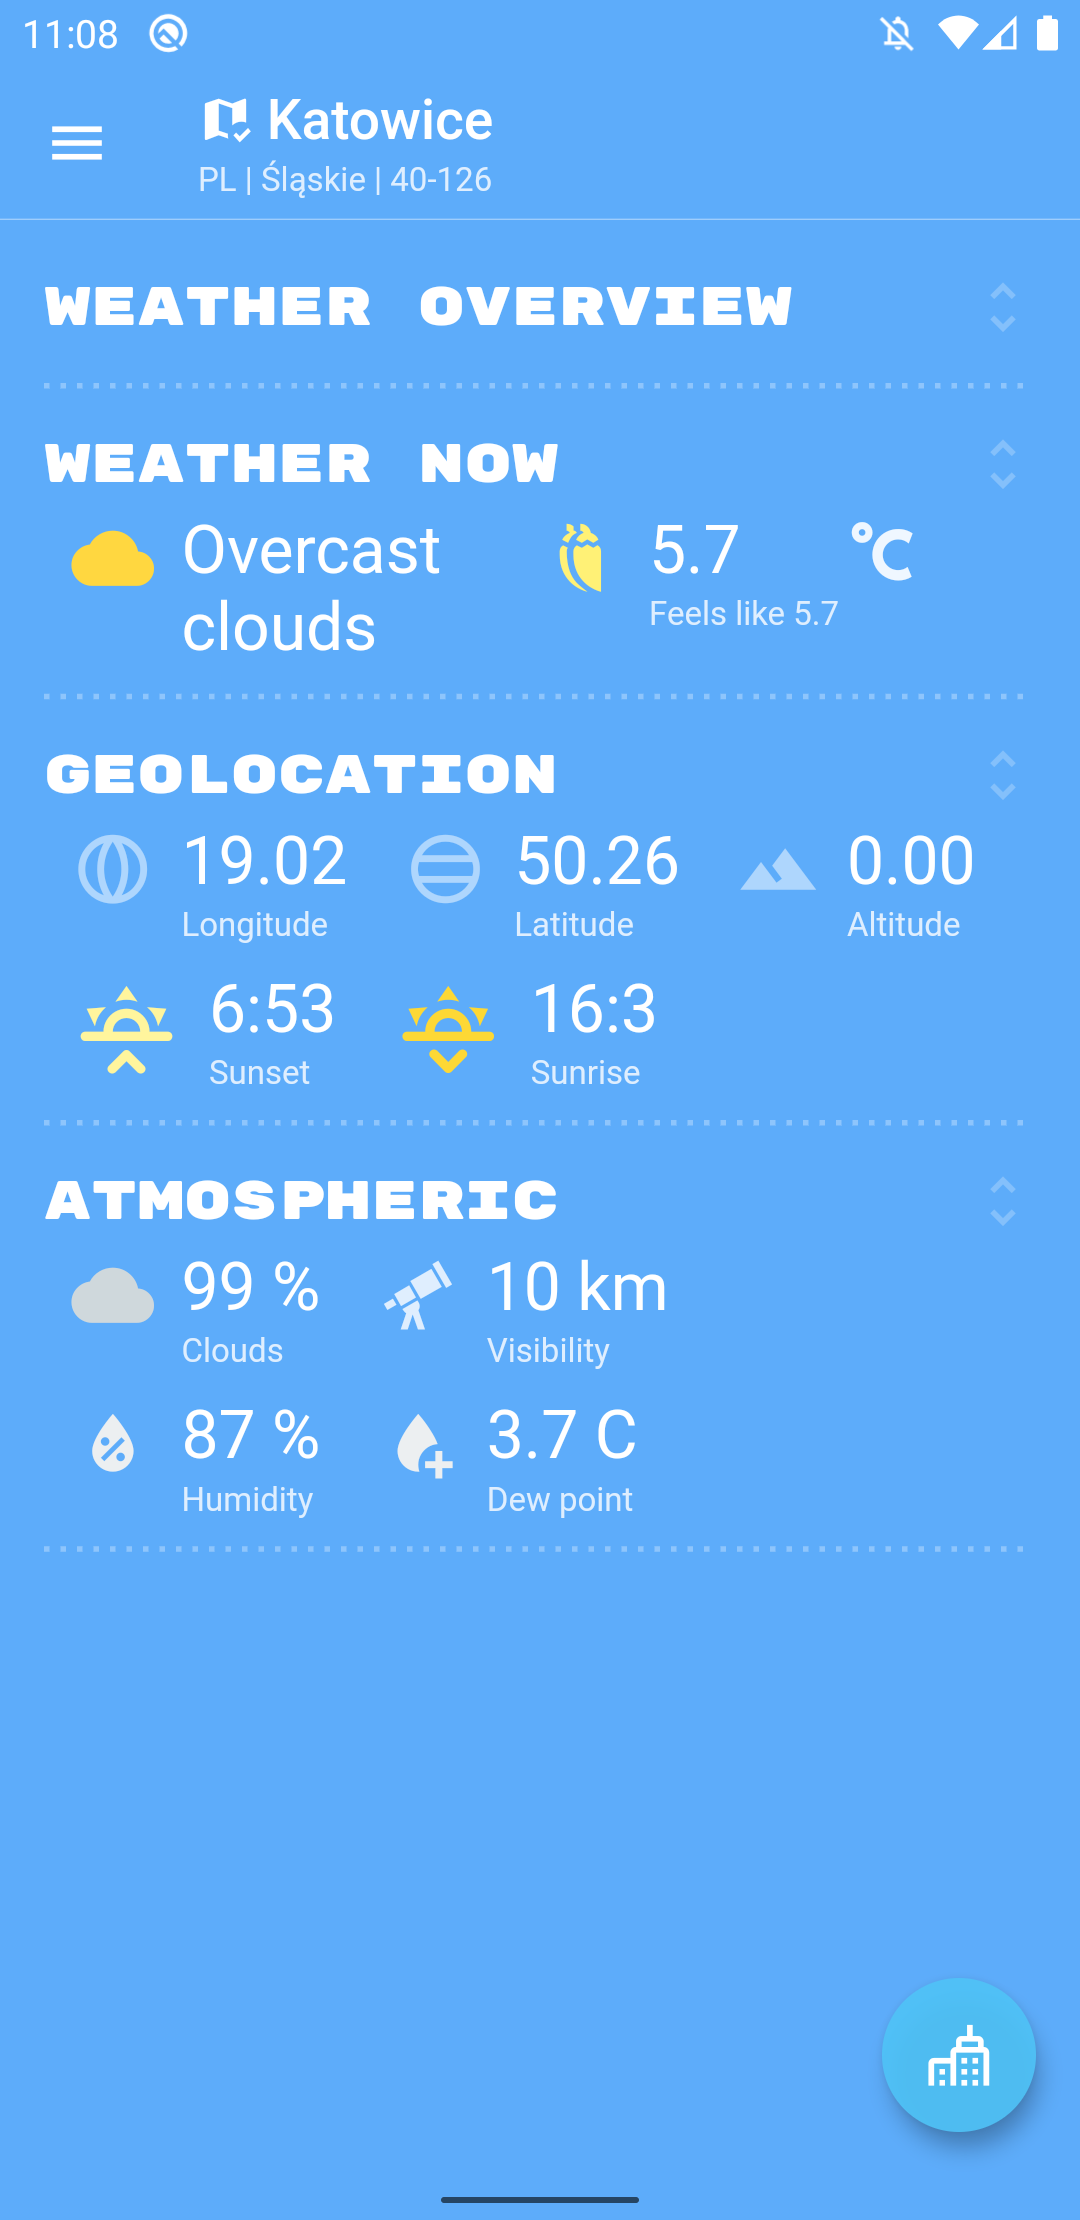 11:08
Katowice
PL | Śląskie | 40-126
WEATHER OVERVIEW
WEATHER NOW
Overcast clouds
5.7
Feels like 5.7
°C
GEOLOCATION
19.02
Longitude
50.26
Latitude
0.00
Altitude
6:53
Sunset
16:3
Sunrise
ATMOSPHERIC
99 %
Clouds
10 km
Visibility
87 %
Humidity
3.7 C
Dew point